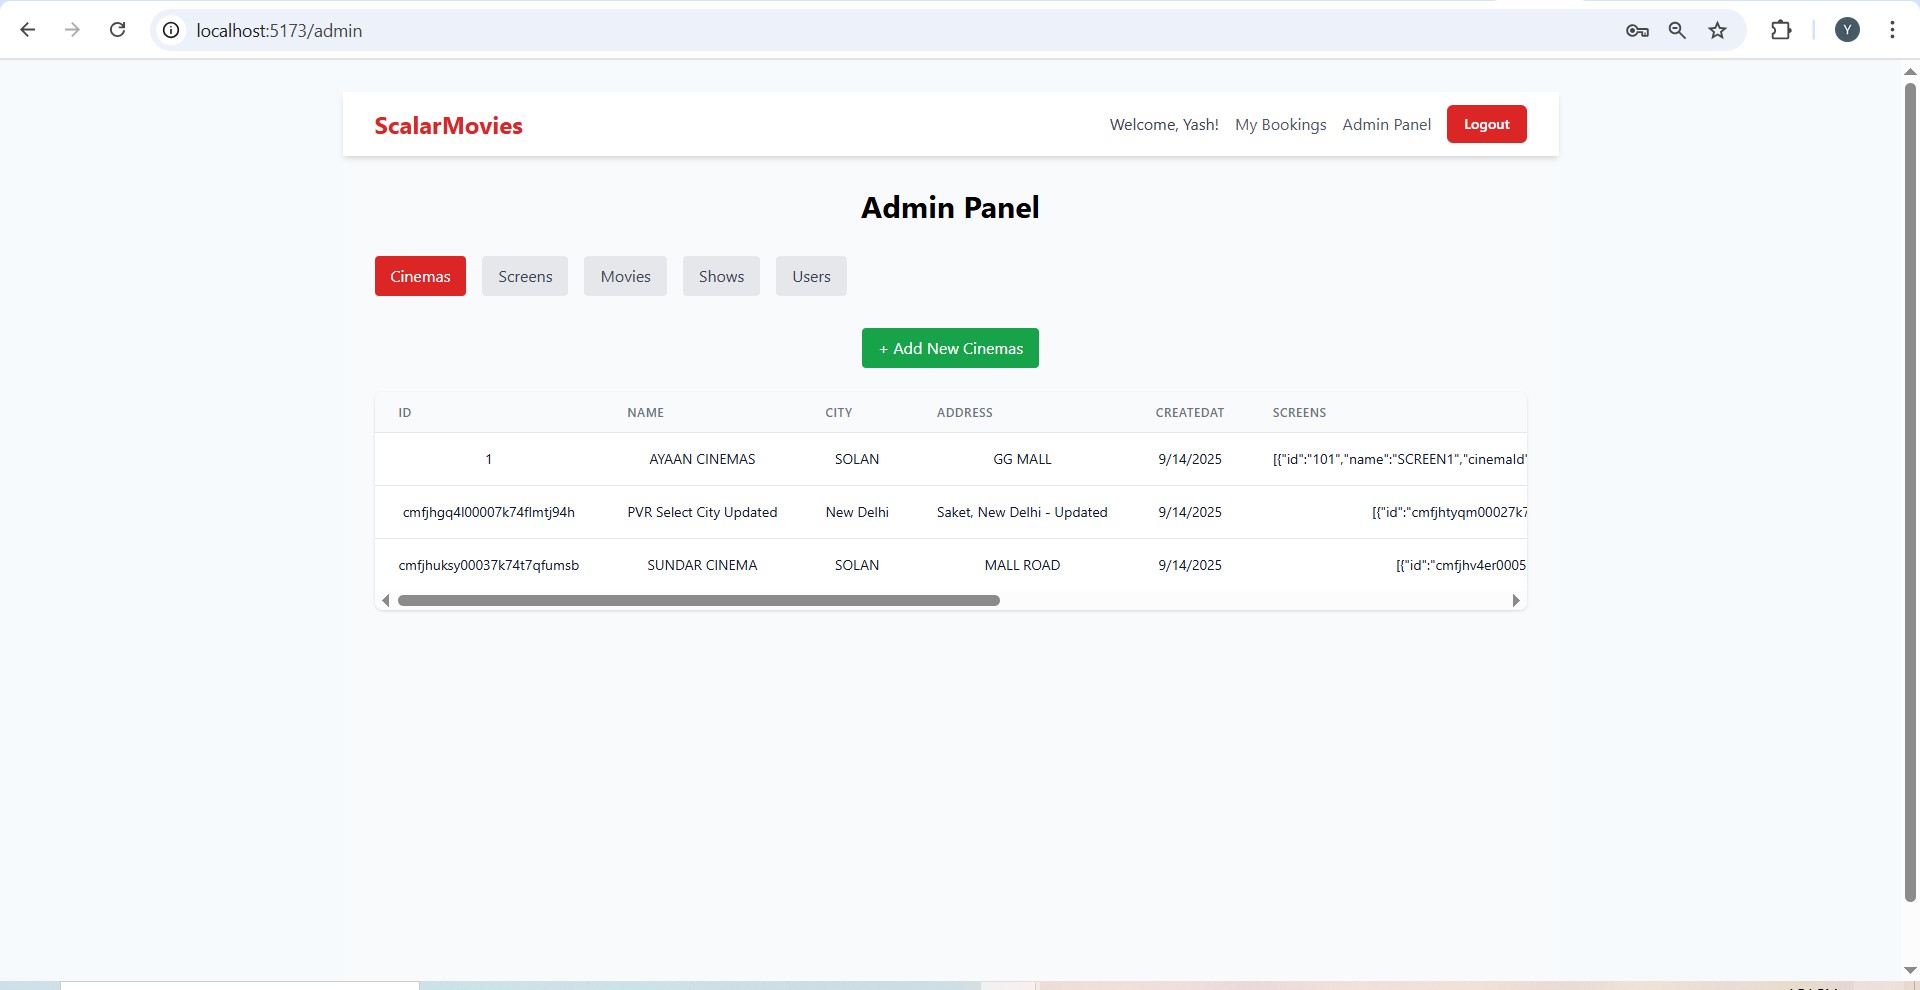 localhost:5173/admin
Y
ScalarMovies
Welcome, Yash! My Bookings Admin Panel Logout
Admin Panel
Cinemas Screens Movies Shows Users
+ Add New Cinemas
ID NAME CITY ADDRESS CREATEDAT SCREENS
1 AYAAN CINEMAS SOLAN GG MALL 9/14/2025 [{"id":"101","name":"SCREEN1","cinemaId"
cmfjhgq4l00007k74flmtj94h PVR Select City Updated New Delhi Saket, New Delhi - Updated 9/14/2025 [{"id":"cmfjhtyqm00027k7
cmfjhuksy00037k74t7qfumsb SUNDAR CINEMA SOLAN MALL ROAD 9/14/2025 [{"id":"cmfjhv4er0005